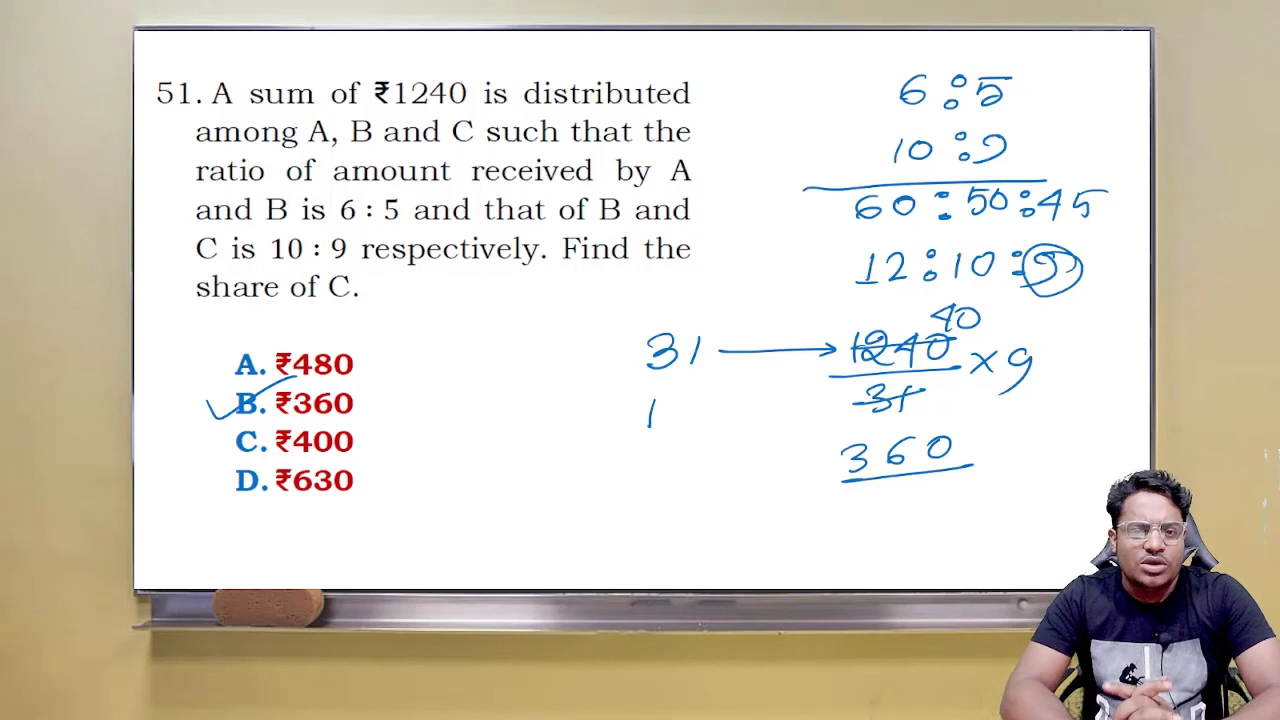 51. A sum of ₹1240 is distributed
among A, B and C such that the
ratio of amount received by A
and B is 6 : 5 and that of B and
C is 10 : 9 respectively. Find the
share of C.
A. ₹480
B. ₹360
C. ₹400
D. ₹630
6 : 5
10 : 9
60 : 50 : 45
12 : 10 : 9
40
31 → 1240 × 9
31
1
360